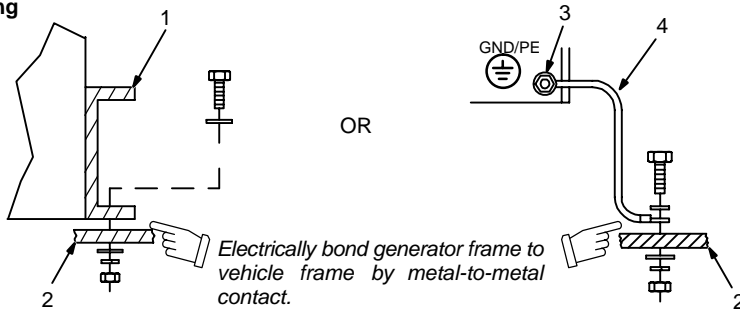 ng
1
3
4
GND/PE
OR
2
Electrically bond generator frame to
vehicle frame by metal-to-metal
contact.
2